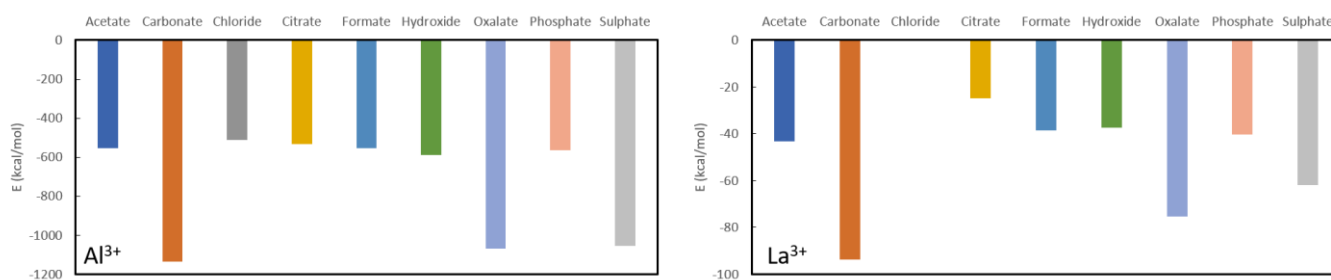 Acetate Carbonate Chloride Citrate Formate Hydroxide Oxalate Phosphate Sulphate
0
-200
-400
-600
-800
-1000
-1200
E (kcal/mol)
Al³⁺
Acetate Carbonate Chloride Citrate Formate Hydroxide Oxalate Phosphate Sulphate
0
-20
-40
-60
-80
-100
E (kcal/mol)
La³⁺